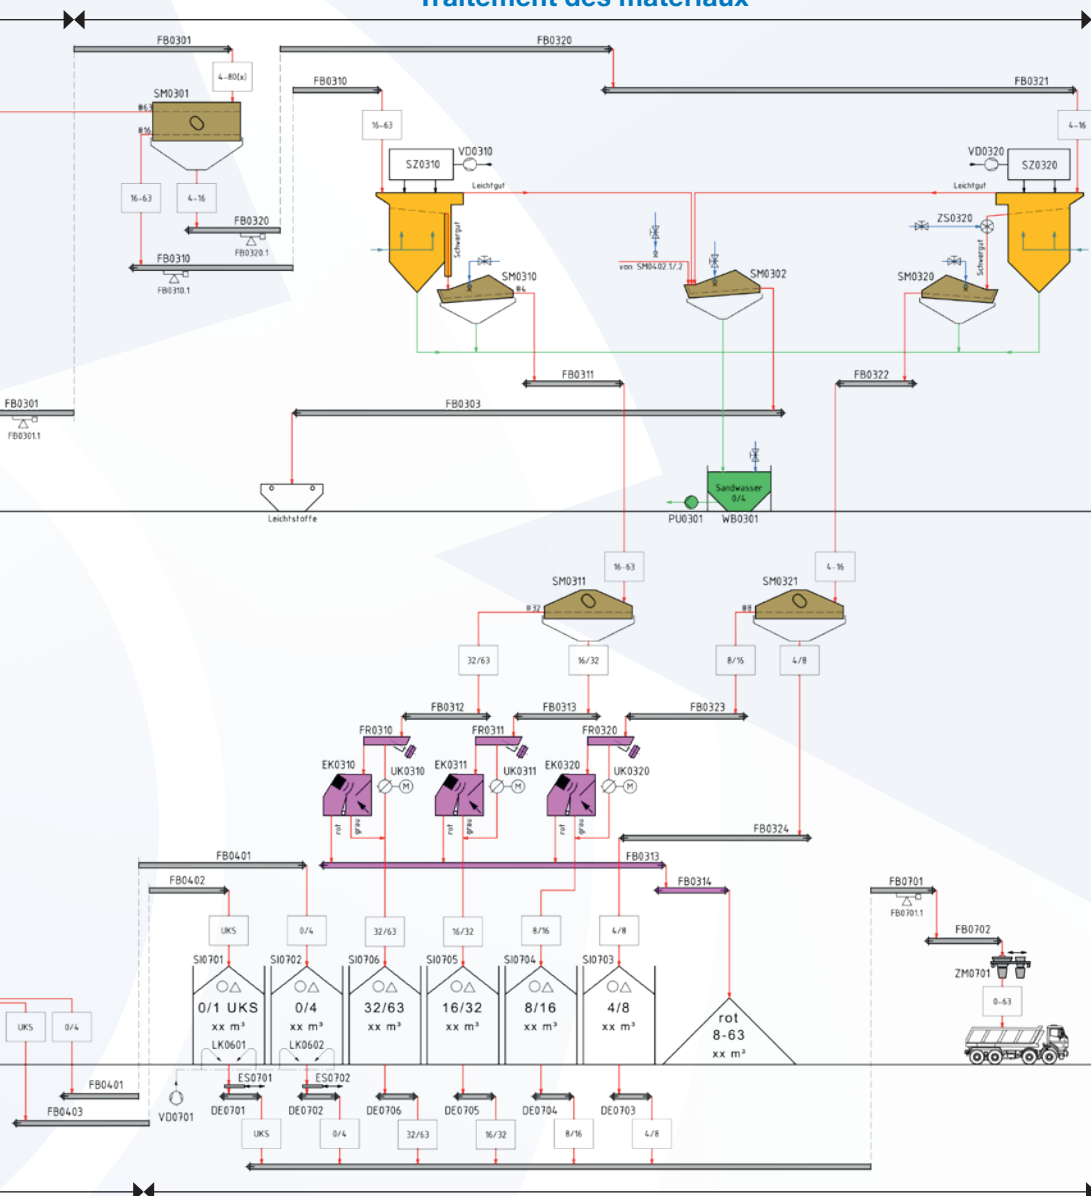 Traitement des matériaux
FB0301
FB0320
FB0310
FB0321
4-80(x)
SM0301
#63
#16
16-63
4-16
16-63
4-16
VD0310
SZ0310
VD0320
SZ0320
Leichtgut
Leichtgut
FB0320
FB0320.1
FB0310
FB0310.1
Schwergut
ZS0320
Schwergut
von SM0402.1/.2
SM0310
#4
SM0302
SM0320
FB0311
FB0322
FB0301
FB0301.1
FB0303
Leichtstoffe
Sandwasser
0/4
PU0301
WB0301
16-63
4-16
SM0311
#32
SM0321
#8
32/63
16/32
8/16
4/8
FB0312
FB0313
FB0323
FR0310
FR0311
FR0320
EK0310
UK0310
M
EK0311
UK0311
M
EK0320
UK0320
M
rot
weiß
rot
weiß
rot
weiß
FB0324
FB0401
FB0313
FB0402
FB0314
FB0701
FB0701.1
FB0702
ZM0701
UKS
0/4
32/63
16/32
8/16
4/8
0-63
SI0701
SI0702
SI0706
SI0705
SI0704
SI0703
0/1 UKS
xx m³
0/4
xx m³
32/63
xx m³
16/32
xx m³
8/16
xx m³
4/8
xx m³
rot
8-63
xx m³
LK0601
LK0602
UKS
0/4
FB0401
FB0403
VD0701
ES0701
ES0702
DE0701
DE0702
DE0706
DE0705
DE0704
DE0703
UKS
0/4
32/63
16/32
8/16
4/8